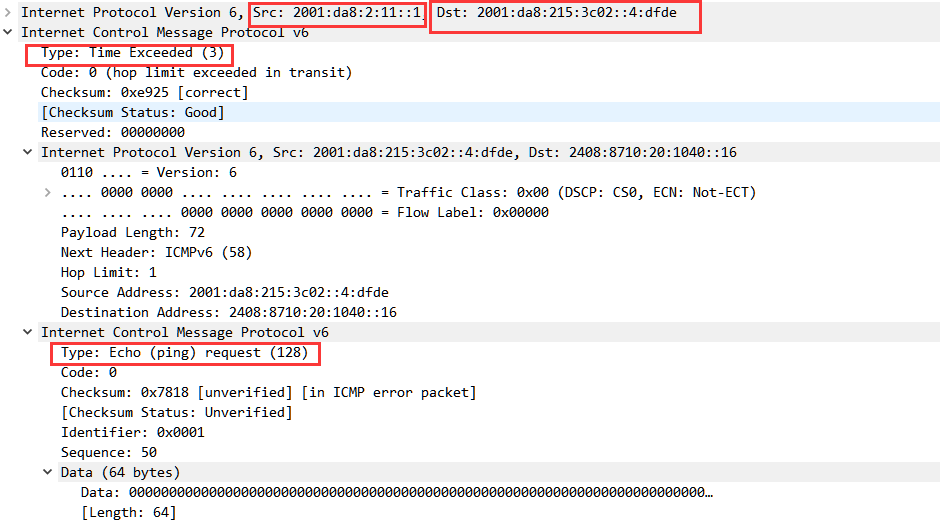 Internet Protocol Version 6, Src: 2001:da8:2:11::1, Dst: 2001:da8:215:3c02::4:dfde
Internet Control Message Protocol v6
Type: Time Exceeded (3)
Code: 0 (hop limit exceeded in transit)
Checksum: 0xe925 [correct]
[Checksum Status: Good]
Reserved: 00000000
Internet Protocol Version 6, Src: 2001:da8:215:3c02::4:dfde, Dst: 2408:8710:20:1040::16
0110 .... = Version: 6
.... 0000 0000 .... .... .... .... .... = Traffic Class: 0x00 (DSCP: CS0, ECN: Not-ECT)
.... .... .... 0000 0000 0000 0000 0000 = Flow Label: 0x00000
Payload Length: 72
Next Header: ICMPv6 (58)
Hop Limit: 1
Source Address: 2001:da8:215:3c02::4:dfde
Destination Address: 2408:8710:20:1040::16
Internet Control Message Protocol v6
Type: Echo (ping) request (128)
Code: 0
Checksum: 0x7818 [unverified] [in ICMP error packet]
[Checksum Status: Unverified]
Identifier: 0x0001
Sequence: 50
Data (64 bytes)
Data: 000000000000000000000000000000000000000000000000000000000000000000000000…
[Length: 64]